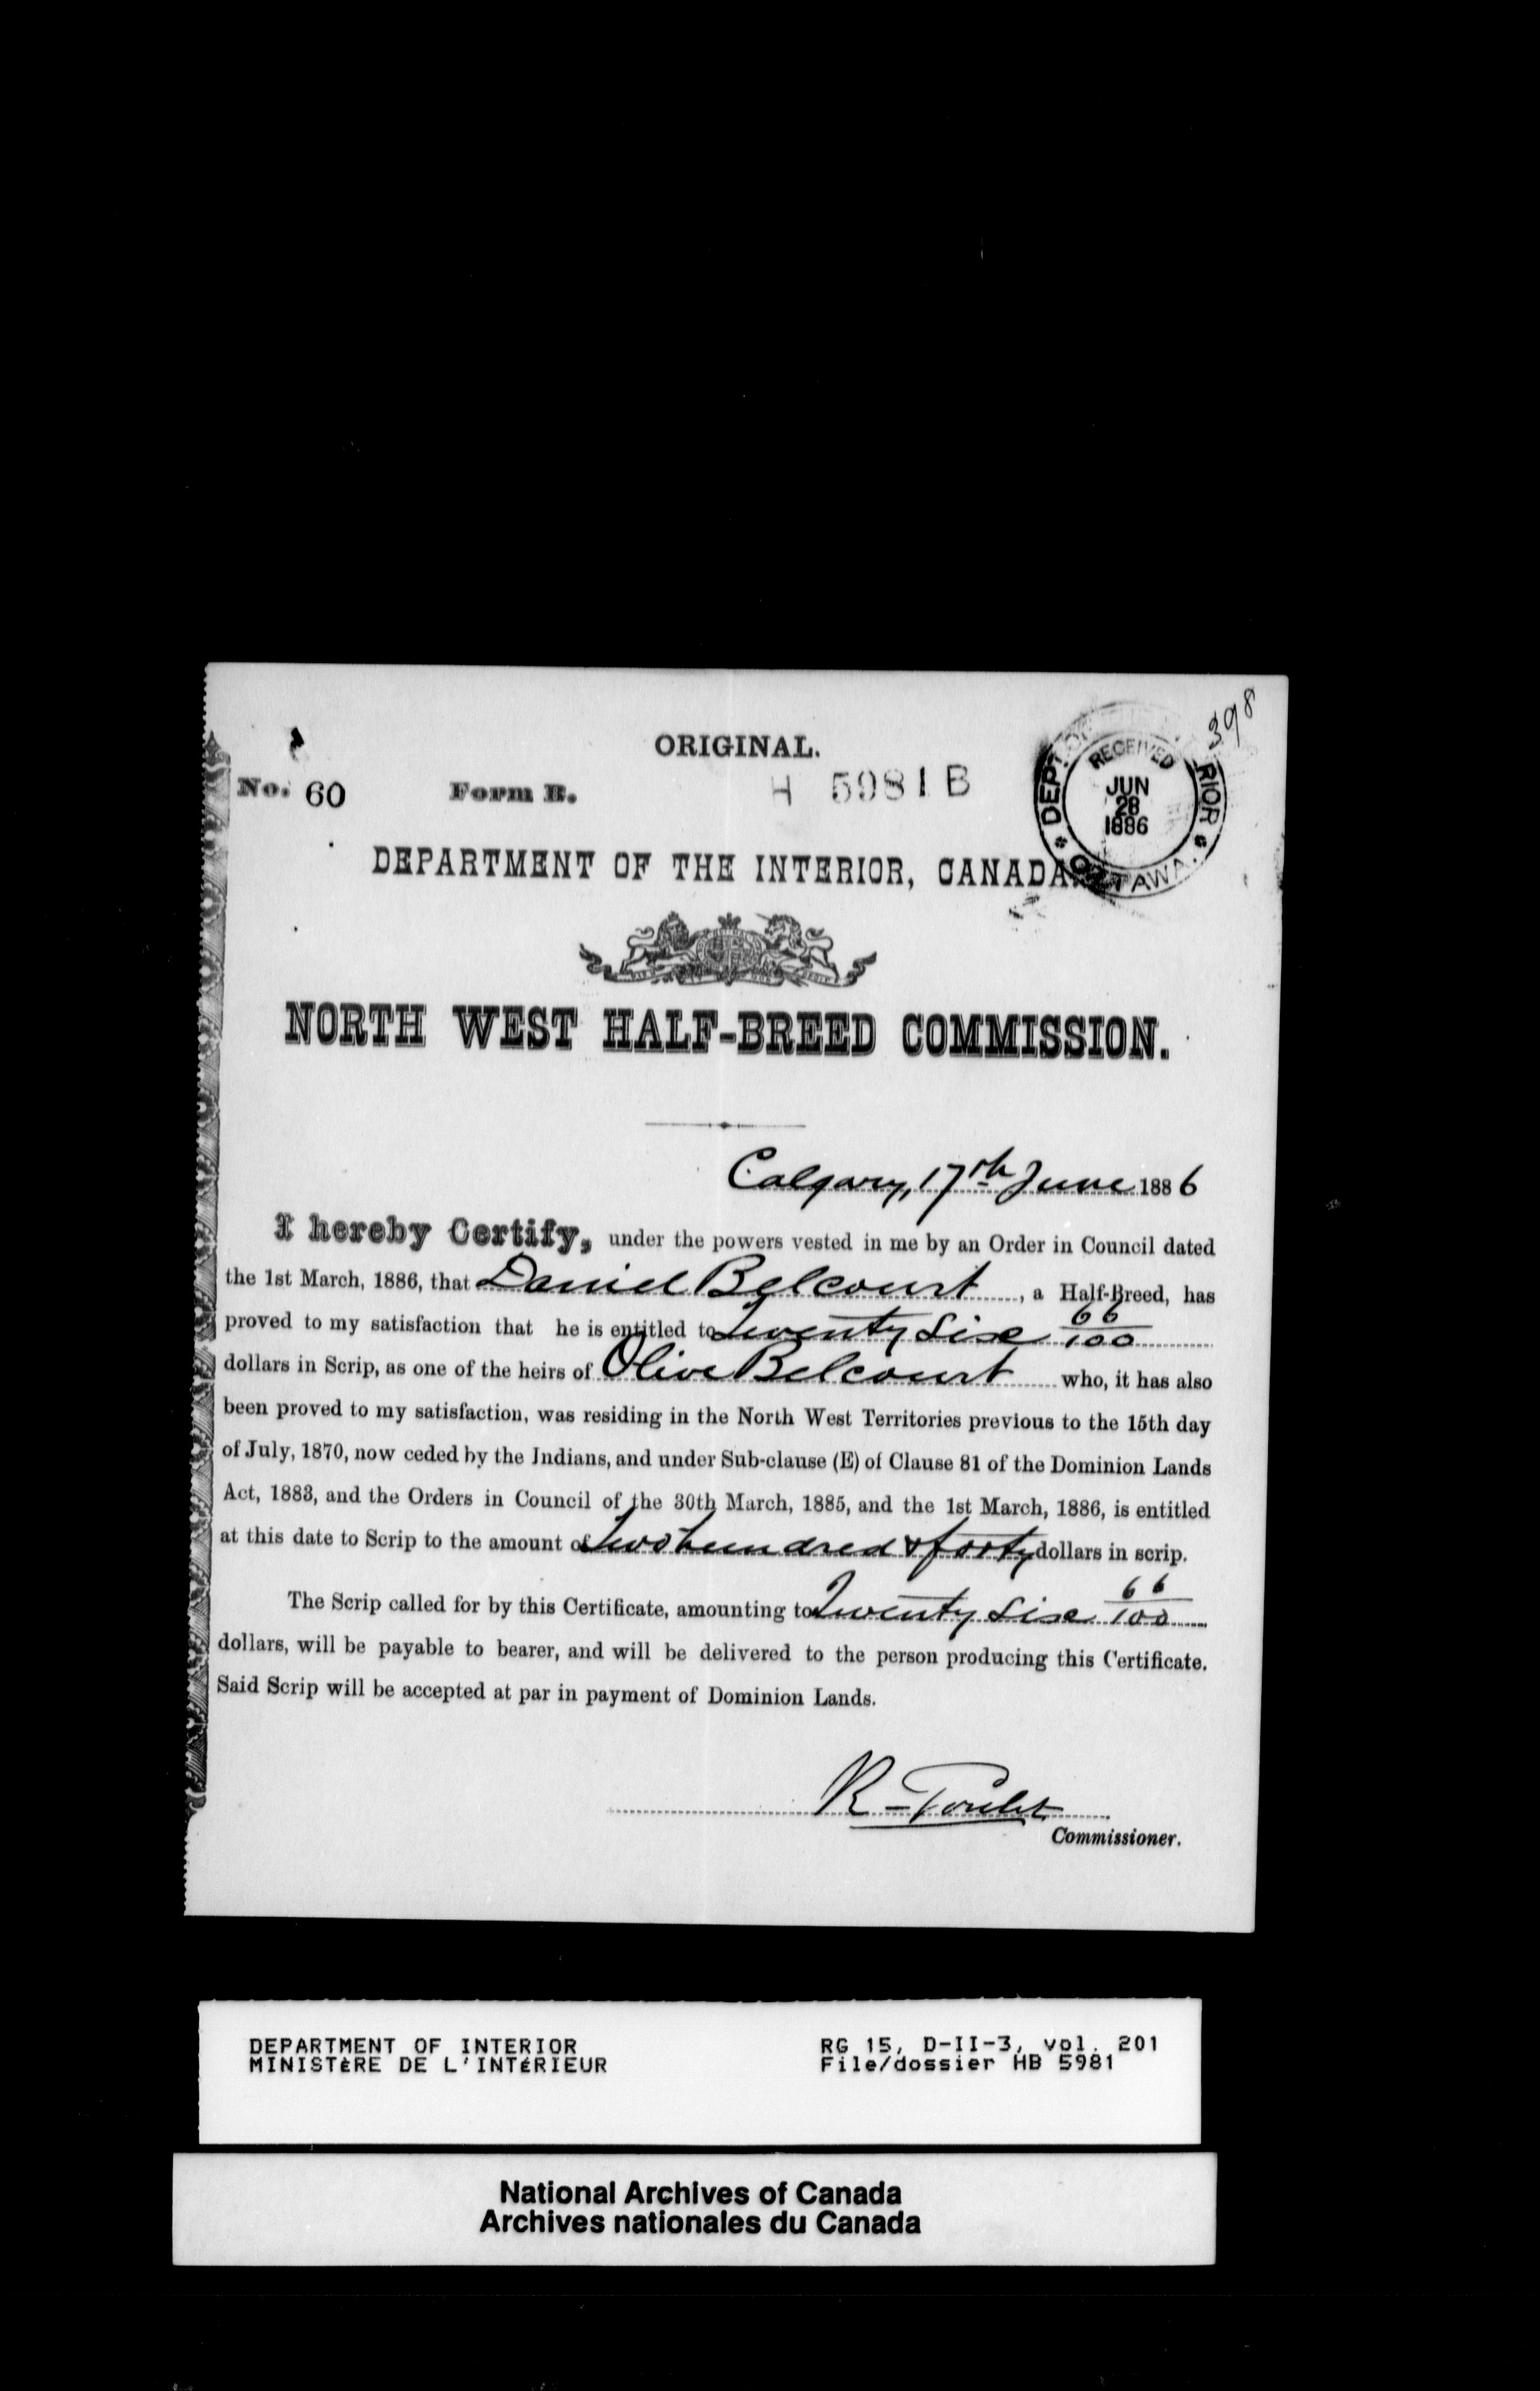 398
ORIGINAL.
No. 60 Form B. H 5981 B
DEPT. OF RIOR
RECEIVED
JUN
28
1886
OTTAWA.
DEPARTMENT OF THE INTERIOR, CANADA
NORTH WEST HALF-BREED COMMISSION.
Calgary, 17th June 1886
I hereby Certify, under the powers vested in me by an Order in Council dated
the 1st March, 1886, that Daniel Belcourt, a Half-Breed, has
proved to my satisfaction that he is entitled to Twenty Six 66/100
dollars in Scrip, as one of the heirs of Olive Belcourt who, it has also
been proved to my satisfaction, was residing in the North West Territories previous to the 15th day
of July, 1870, now ceded by the Indians, and under Sub-clause (E) of Clause 81 of the Dominion Lands
Act, 1883, and the Orders in Council of the 30th March, 1885, and the 1st March, 1886, is entitled
at this date to Scrip to the amount of Two hundred & forty dollars in scrip.
The Scrip called for by this Certificate, amounting to Twenty Six 66/100
dollars, will be payable to bearer, and will be delivered to the person producing this Certificate.
Said Scrip will be accepted at par in payment of Dominion Lands.
R
Commissioner.
DEPARTMENT OF INTERIOR RG 15, D-II-3, vol. 201
MINISTÈRE DE L'INTÉRIEUR File/dossier HB 5981
National Archives of Canada
Archives nationales du Canada